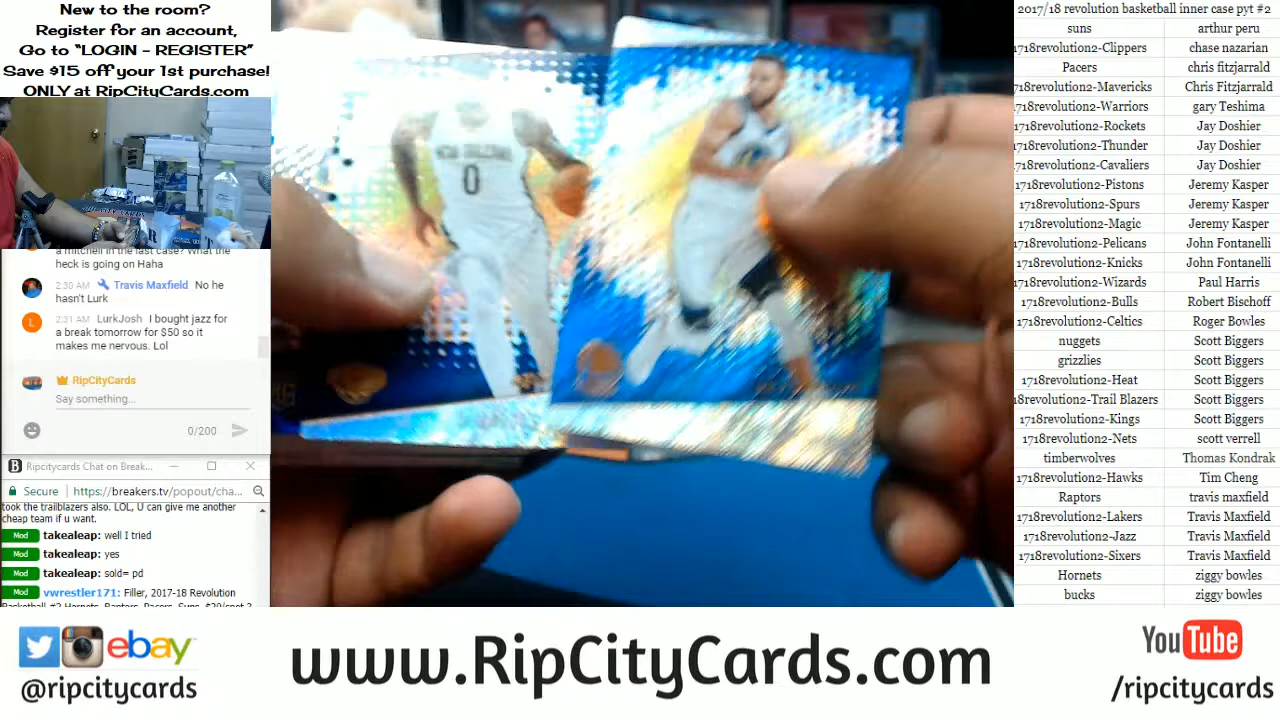 New to the room?
Register for an account,
Go to “LOGIN - REGISTER”
Save $15 off your 1st purchase!
ONLY at RipCityCards.com
a mitchell in the last case? What the
heck is going on Haha
2:30 AM Travis Maxfield No he
hasn't Lurk
L
2:31 AM LurkJosh I bought jazz for
a break tomorrow for $50 so it
makes me nervous. Lol
RipCityCards
Say something...
0/200
B Ripcitycards Chat on Break...
Secure https://breakers.tv/popout/cha...
took the trailblazers also. LOL, U can give me another
cheap team if u want.
Mod takealeap: well I tried
Mod takealeap: yes
Mod takealeap: sold= pd
Mod vwrestler171: Filler, 2017-18 Revolution
Basketball #2 Hornets, Raptors, Pacers, Suns, $20/spot 3
NEW ORLEANS
0
2017/18 revolution basketball inner case pyt #2
suns arthur peru
1718revolution2-Clippers chase nazarian
Pacers chris fitzjarrald
1718revolution2-Mavericks Chris Fitzjarrald
1718revolution2-Warriors gary Teshima
1718revolution2-Rockets Jay Doshier
1718revolution2-Thunder Jay Doshier
1718revolution2-Cavaliers Jay Doshier
1718revolution2-Pistons Jeremy Kasper
1718revolution2-Spurs Jeremy Kasper
1718revolution2-Magic Jeremy Kasper
1718revolution2-Pelicans John Fontanelli
1718revolution2-Knicks John Fontanelli
1718revolution2-Wizards Paul Harris
1718revolution2-Bulls Robert Bischoff
1718revolution2-Celtics Roger Bowles
nuggets Scott Biggers
grizzlies Scott Biggers
1718revolution2-Heat Scott Biggers
18revolution2-Trail Blazers Scott Biggers
1718revolution2-Kings Scott Biggers
1718revolution2-Nets scott verrell
timberwolves Thomas Kondrak
1718revolution2-Hawks Tim Cheng
Raptors travis maxfield
1718revolution2-Lakers Travis Maxfield
1718revolution2-Jazz Travis Maxfield
1718revolution2-Sixers Travis Maxfield
Hornets ziggy bowles
bucks ziggy bowles
ebay
@ripcitycards
www.RipCityCards.com
YouTube
/ripcitycards